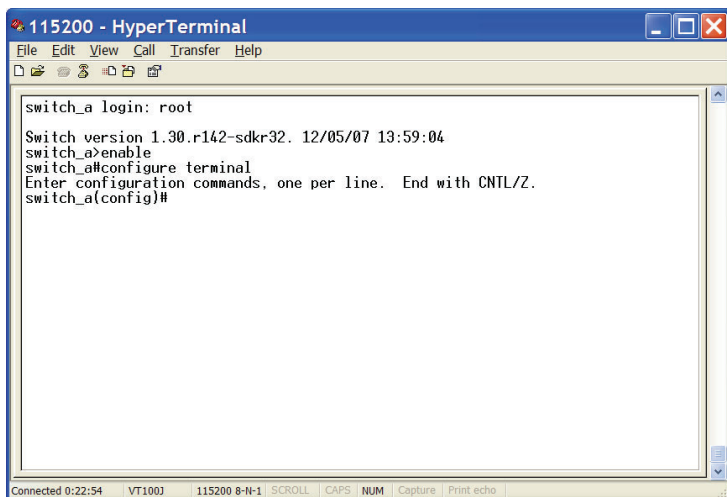 115200 - HyperTerminal
File Edit View Call Transfer Help
switch_a login: root
Switch version 1.30.r142-sdkr32. 12/05/07 13:59:04
switch_a>enable
switch_a#configure terminal
Enter configuration commands, one per line.  End with CNTL/Z.
switch_a(config)#
Connected 0:22:54 VT100J 115200 8-N-1 SCROLL CAPS NUM Capture Print echo